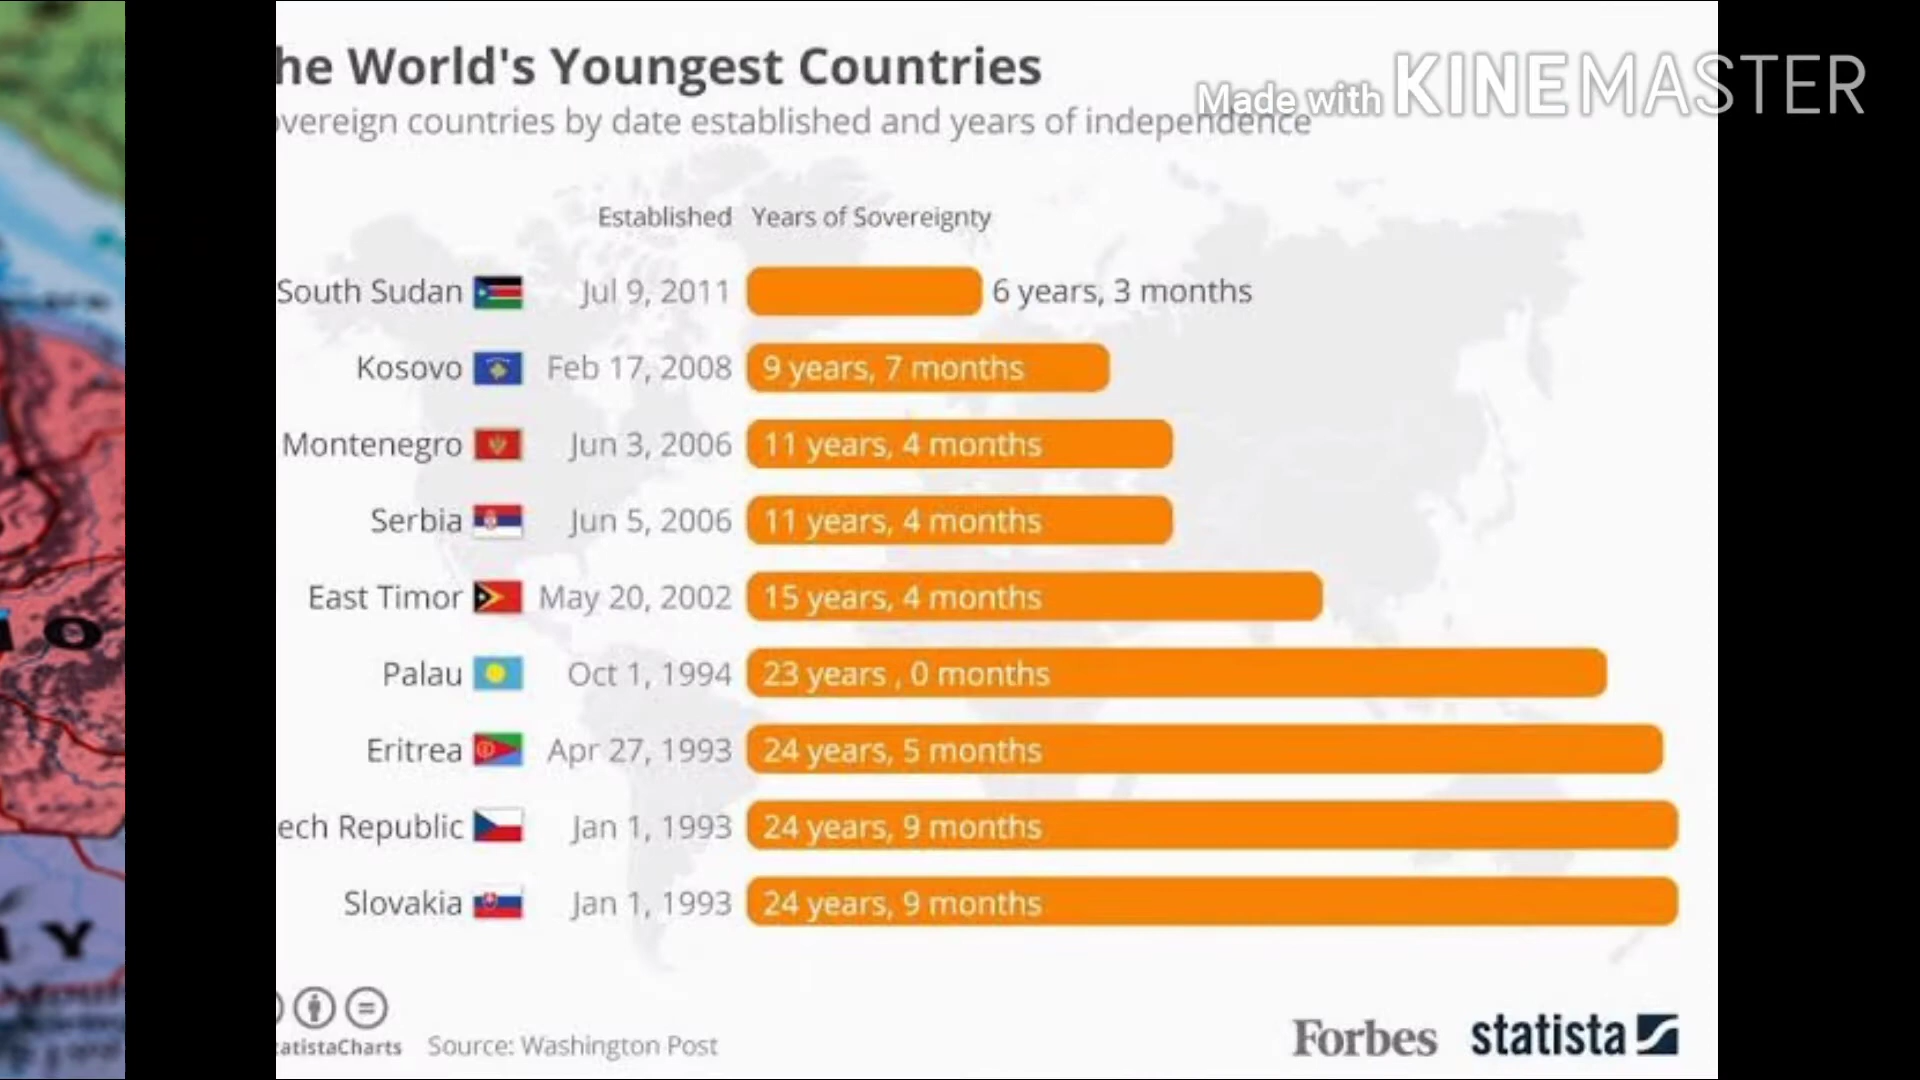 he World's Youngest Countries
Made with KINEMASTER
vereign countries by date established and years of independence
Established Years of Sovereignty
South Sudan Jul 9, 2011 6 years, 3 months
Kosovo Feb 17, 2008 9 years, 7 months
Montenegro Jun 3, 2006 11 years, 4 months
Serbia Jun 5, 2006 11 years, 4 months
East Timor May 20, 2002 15 years, 4 months
Palau Oct 1, 1994 23 years , 0 months
Eritrea Apr 27, 1993 24 years, 5 months
ech Republic Jan 1, 1993 24 years, 9 months
Slovakia Jan 1, 1993 24 years, 9 months
atistaCharts Source: Washington Post
Forbes statista
O
Y